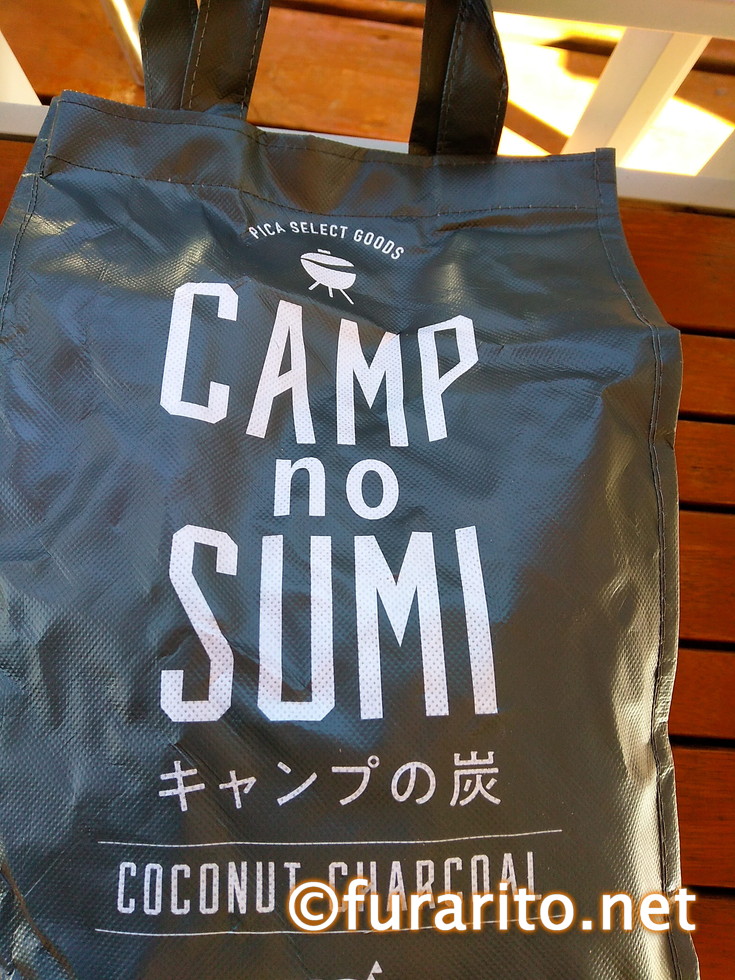 PICA SELECT GOODS
CAMP
no
SUMI
キャンプの炭
COCONUT CHARCOAL
©furarito.net